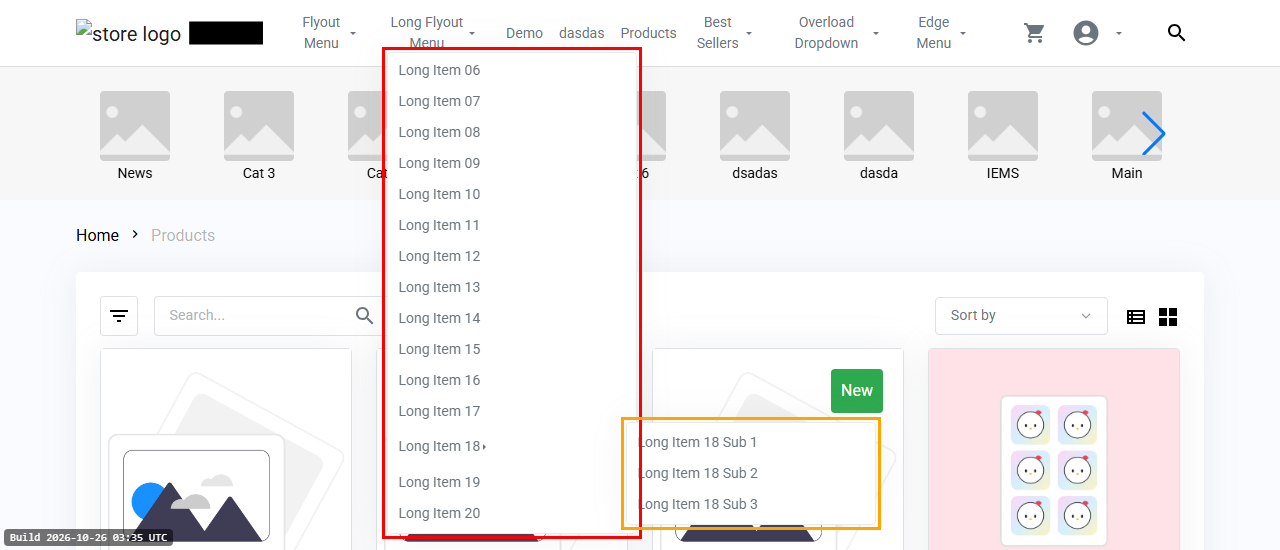 store logo
Flyout
Menu
Long Flyout
Menu
Demo
dasdas
Products
Best
Sellers
Overload
Dropdown
Edge
Menu
News
Cat 3
Cat
6
dsadas
dasda
IEMS
Main
Home
Products
Search...
Sort by
New
Long Item 06
Long Item 07
Long Item 08
Long Item 09
Long Item 10
Long Item 11
Long Item 12
Long Item 13
Long Item 14
Long Item 15
Long Item 16
Long Item 17
Long Item 18
Long Item 19
Long Item 20
Long Item 18 Sub 1
Long Item 18 Sub 2
Long Item 18 Sub 3
Build 2026-10-26 03:35 UTC